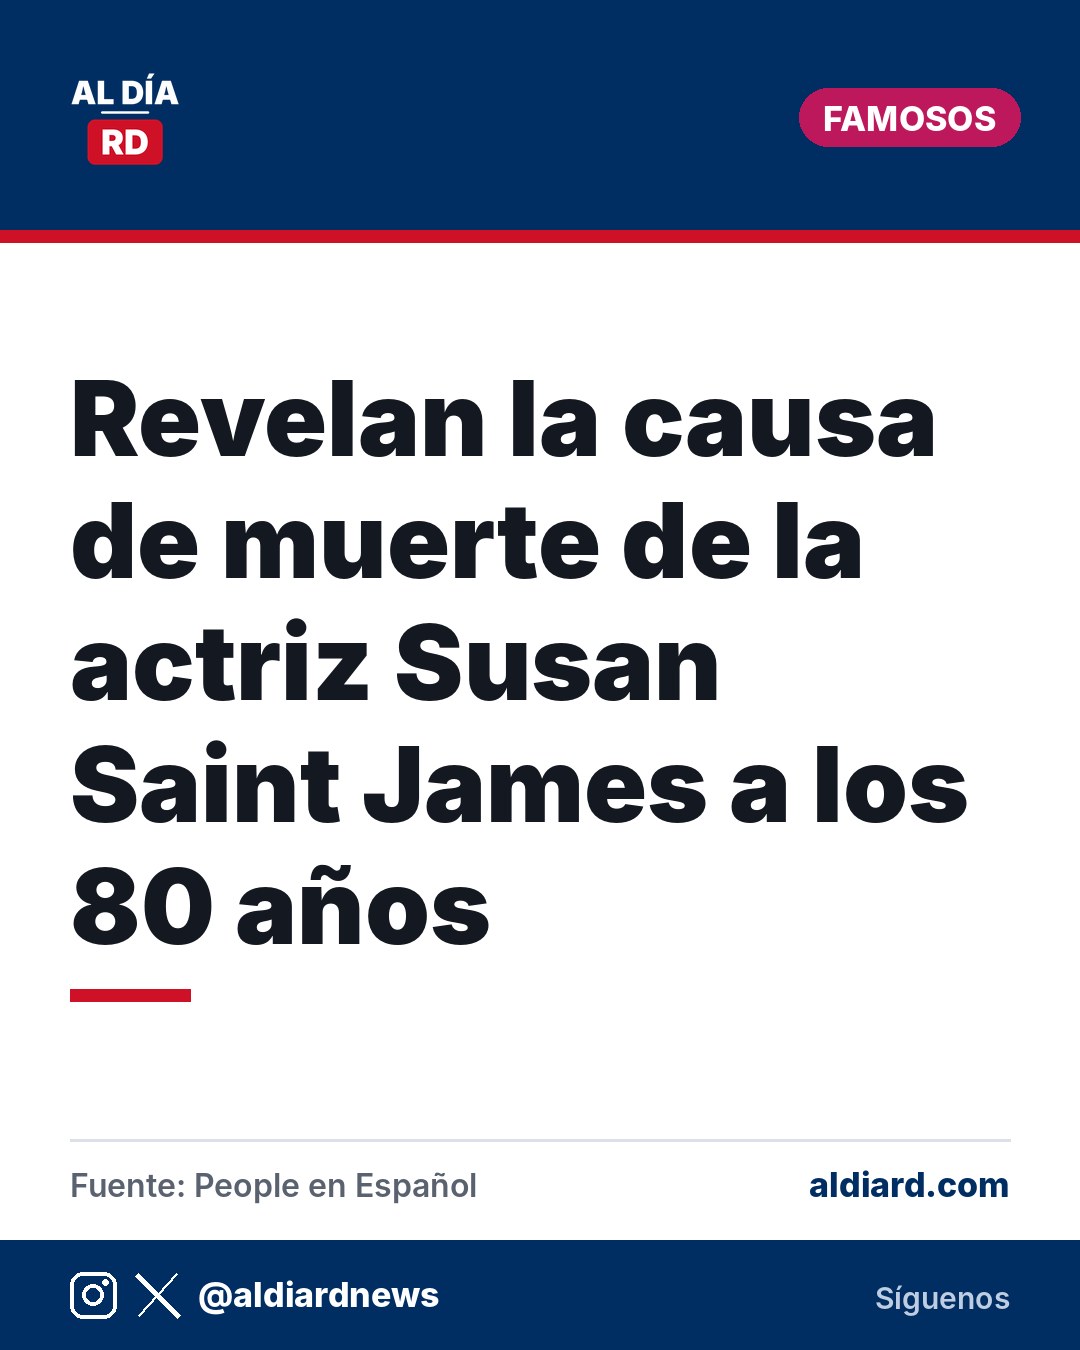 AL DÍA
RD
FAMOSOS
Revelan la causa
de muerte de la
actriz Susan
Saint James a los
80 años
Fuente: People en Español
aldiard.com
@aldiardnews
Síguenos